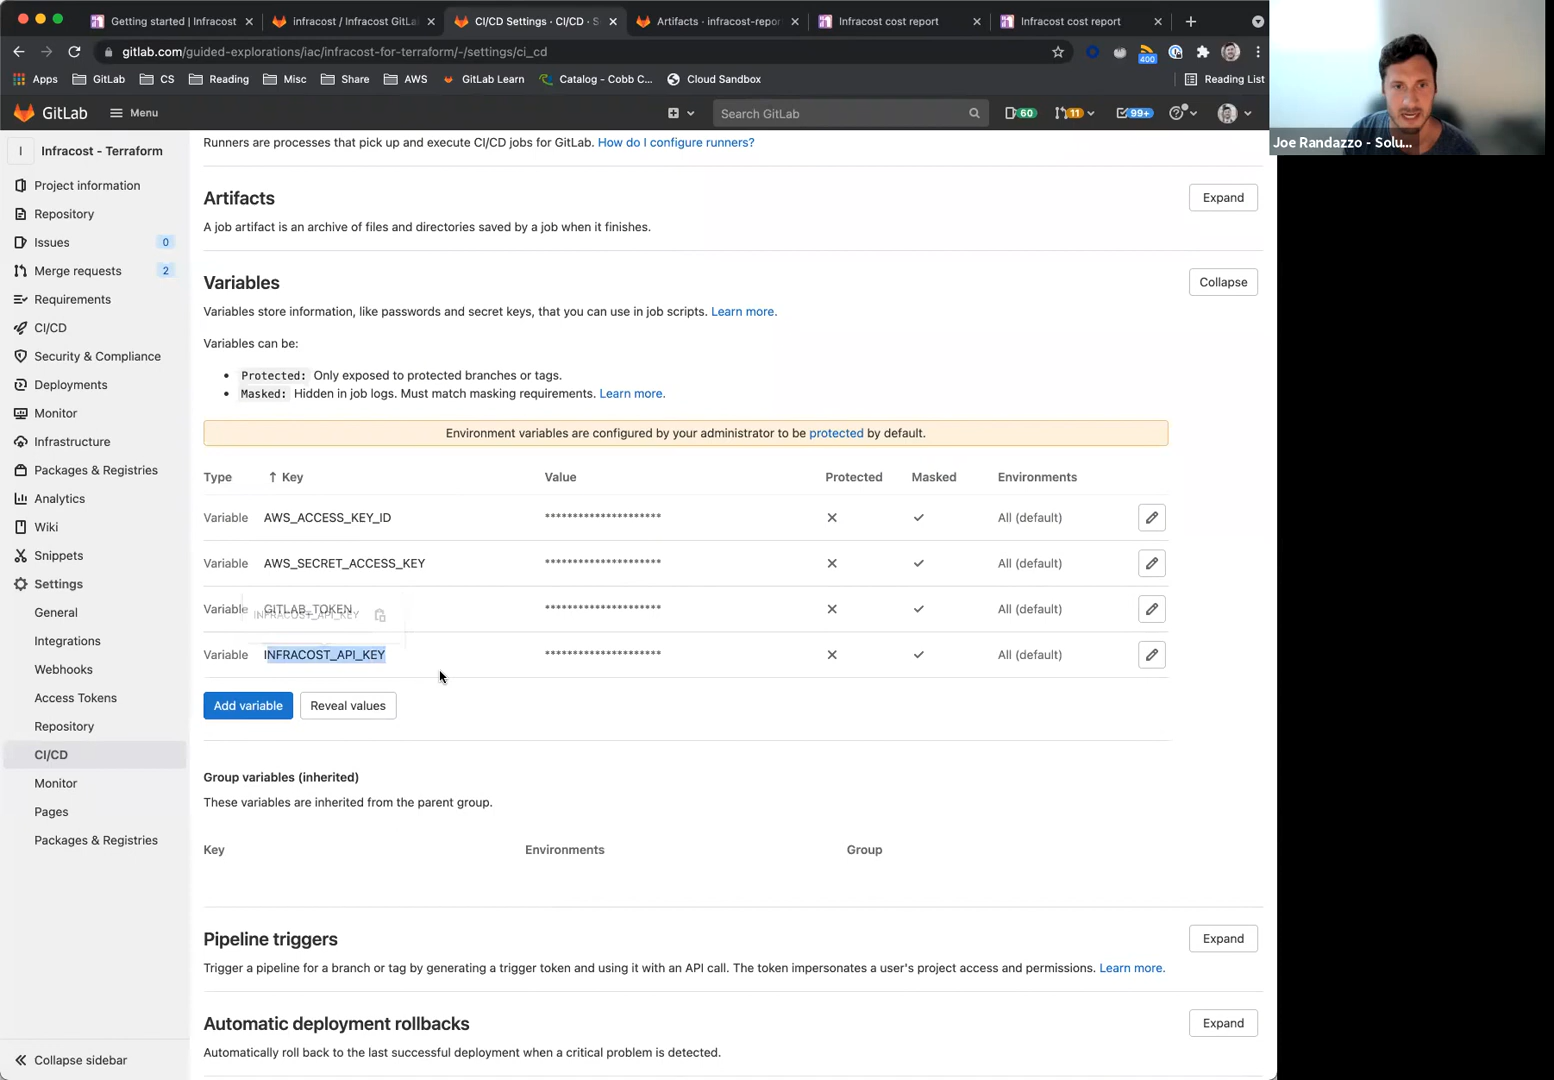 Getting started | Infracost
infracost / Infracost GitLa
CI/CD Settings · CI/CD · S
Artifacts · infracost-repor
Infracost cost report
Infracost cost report
gitlab.com/guided-explorations/iac/infracost-for-terraform/-/settings/ci_cd
400
Apps
GitLab
CS
Reading
Misc
Share
AWS
GitLab Learn
Catalog - Cobb C...
Cloud Sandbox
Reading List
GitLab
Menu
Search GitLab
60
11
99+
Joe Randazzo - Solu...
I
Infracost - Terraform
Project information
Repository
Issues 0
Merge requests 2
Requirements
CI/CD
Security & Compliance
Deployments
Monitor
Infrastructure
Packages & Registries
Analytics
Wiki
Snippets
Settings
General
Integrations
Webhooks
Access Tokens
Repository
CI/CD
Monitor
Pages
Packages & Registries
Collapse sidebar
Runners are processes that pick up and execute CI/CD jobs for GitLab. How do I configure runners?
Artifacts
Expand
A job artifact is an archive of files and directories saved by a job when it finishes.
Variables
Collapse
Variables store information, like passwords and secret keys, that you can use in job scripts. Learn more.
Variables can be:
• Protected: Only exposed to protected branches or tags.
• Masked: Hidden in job logs. Must match masking requirements. Learn more.
Environment variables are configured by your administrator to be protected by default.
Type ↑ Key Value Protected Masked Environments
Variable AWS_ACCESS_KEY_ID ********************* All (default)
Variable AWS_SECRET_ACCESS_KEY ********************* All (default)
Variable GITLAB_TOKEN ********************* All (default)
INFRACOST_API_KEY
Variable INFRACOST_API_KEY ********************* All (default)
Add variable
Reveal values
Group variables (inherited)
These variables are inherited from the parent group.
Key Environments Group
Pipeline triggers
Expand
Trigger a pipeline for a branch or tag by generating a trigger token and using it with an API call. The token impersonates a user's project access and permissions. Learn more.
Automatic deployment rollbacks
Expand
Automatically roll back to the last successful deployment when a critical problem is detected.